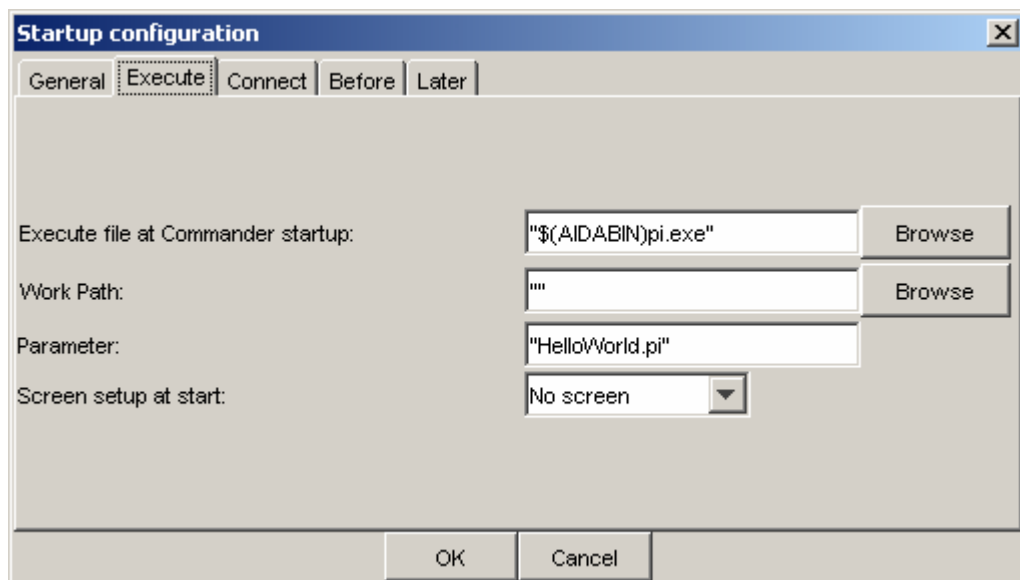 Startup configuration
General Execute Connect Before Later
Execute file at Commander startup: "$(AIDABIN)pi.exe" Browse
Work Path: "" Browse
Parameter: "HelloWorld.pi"
Screen setup at start: No screen
OK Cancel